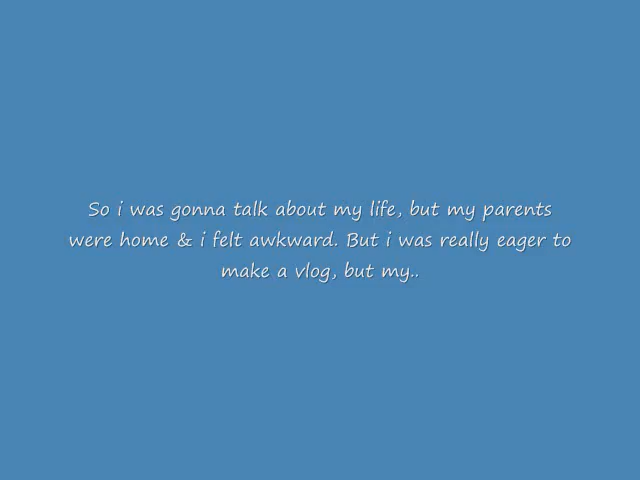 So i was gonna talk about my life, but my parents
were home & i felt awkward. But i was really eager to
make a vlog, but my..